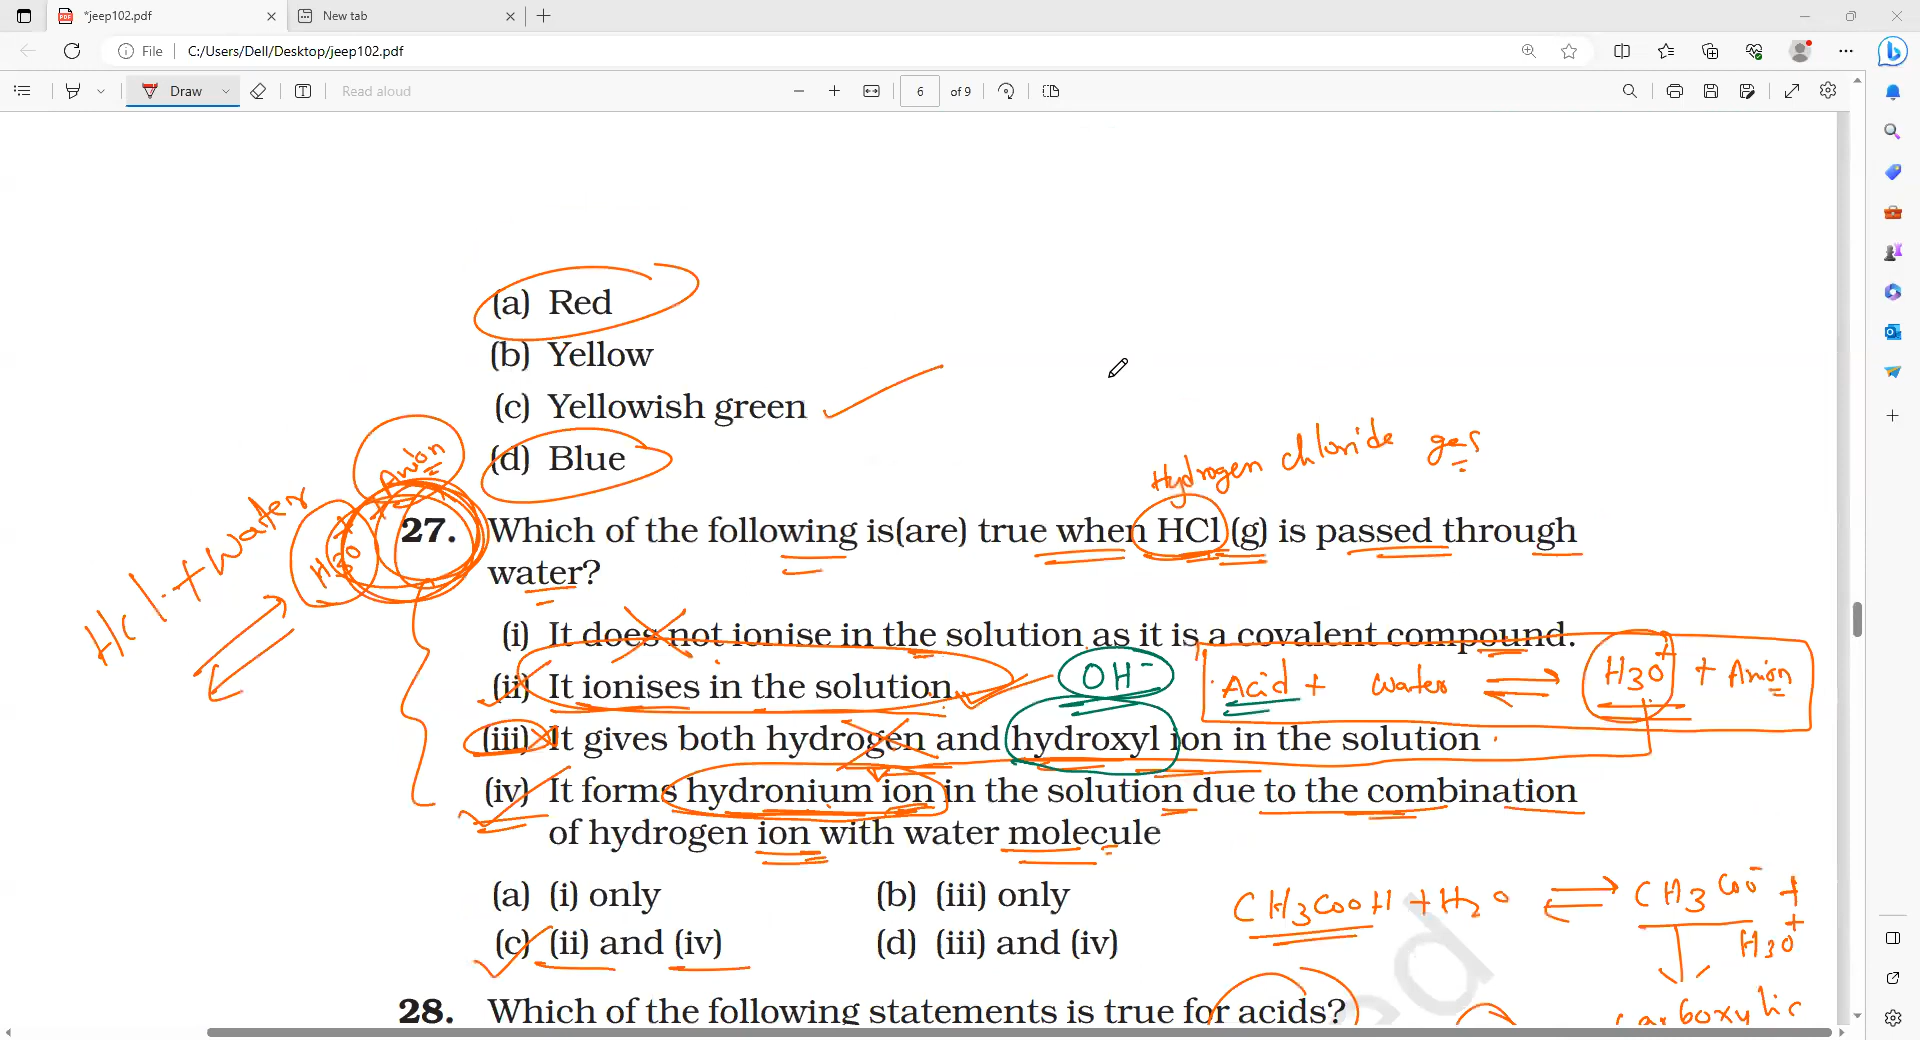 *jeep102.pdf
New tab
File
C:/Users/Dell/Desktop/jeep102.pdf
Draw
Read aloud
6 of 9
(a) Red
(b) Yellow
(c) Yellowish green
(d) Blue
Hydrogen chloride gas
HCl + water
H3O+ + Anion
27. Which of the following is(are) true when HCl (g) is passed through
water?
(i) It does not ionise in the solution as it is a covalent compound.
(ii) It ionises in the solution
OH-
Acid + water ⇌ H3O+ + Anion
(iii) It gives both hydrogen and hydroxyl ion in the solution
(iv) It forms hydronium ion in the solution due to the combination
of hydrogen ion with water molecule
(a) (i) only
(b) (iii) only
(c) (ii) and (iv)
(d) (iii) and (iv)
CH3COOH + H2O ⇌ CH3COO- +
H3O+
28. Which of the following statements is true for acids?
carboxylic